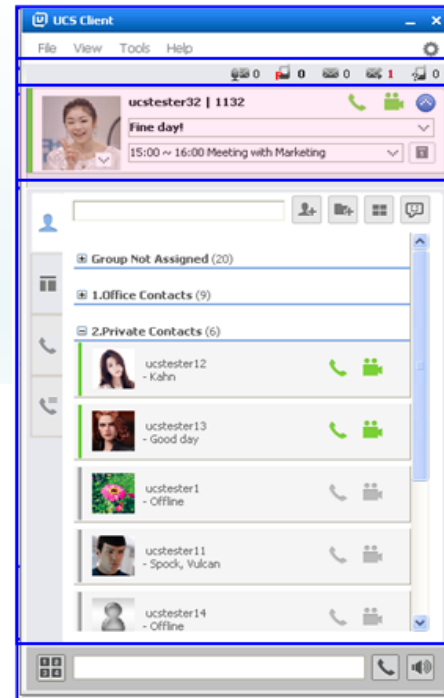 UCS Client
File View Tools Help
0 0 0 1 0
ucstester32 | 1132
Fine day!
15:00 ~ 16:00 Meeting with Marketing
Group Not Assigned (20)
1.Office Contacts (9)
2.Private Contacts (6)
ucstester12
- Kahn
ucstester13
- Good day
ucstester1
- Offline
ucstester11
- Spock, Vulcan
ucstester14
- Offline